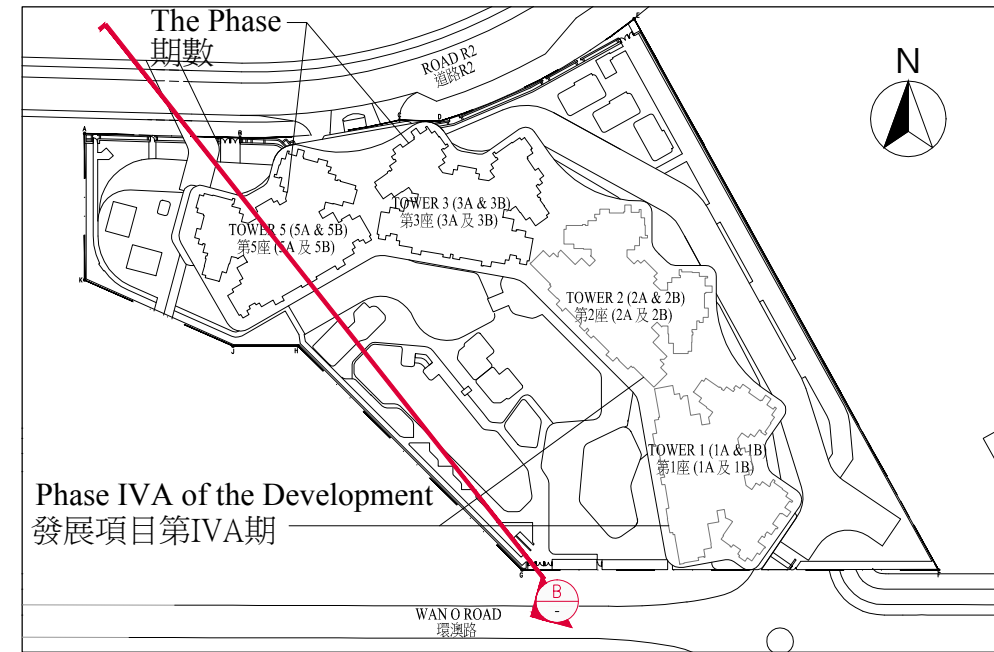 The Phase
期數
ROAD R2
道路R2
N
A
B
C
D
E
TOWER 3 (3A & 3B)
第3座 (3A 及 3B)
TOWER 5 (5A & 5B)
第5座 (5A 及 5B)
K
TOWER 2 (2A & 2B)
第2座 (2A 及 2B)
J
H
TOWER 1 (1A & 1B)
第1座 (1A 及 1B)
Phase IVA of the Development
發展項目第IVA期
G
F
B
-
WAN O ROAD
環澳路